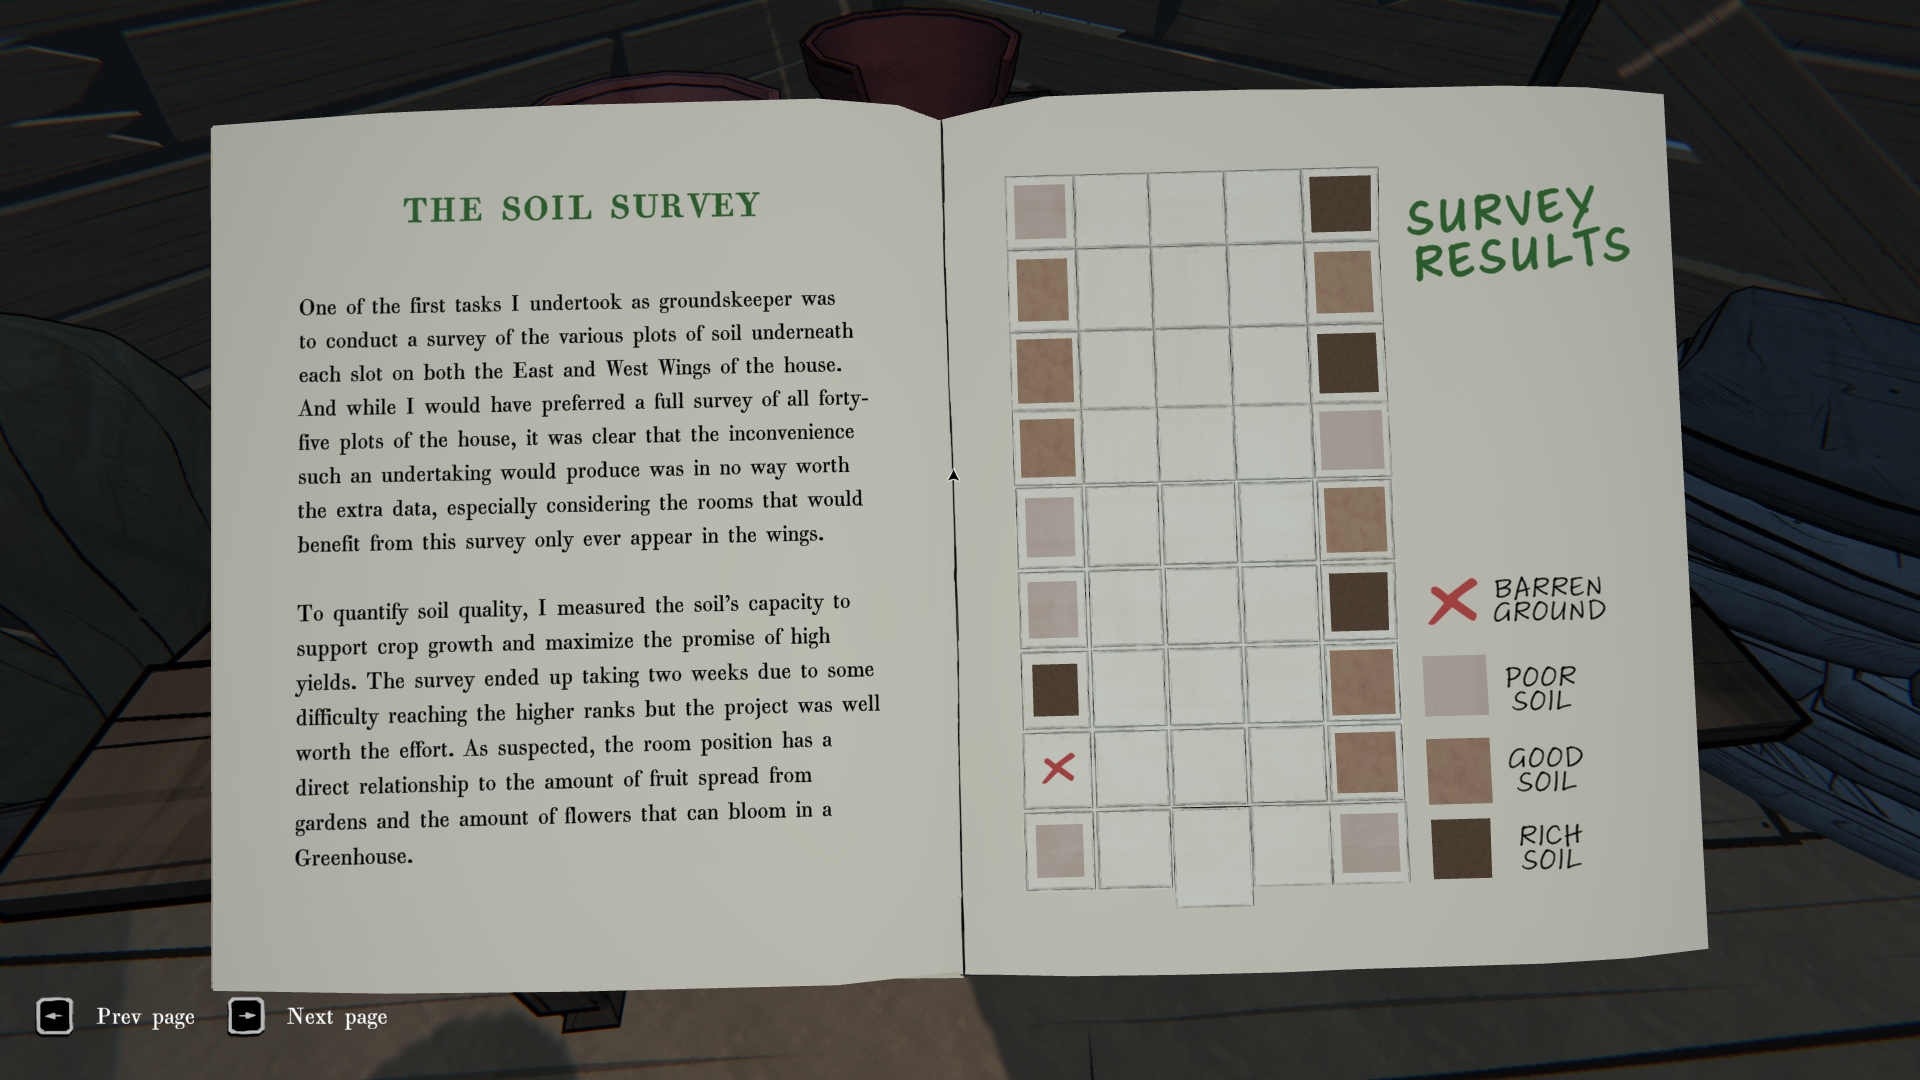 THE SOIL SURVEY
One of the first tasks I undertook as groundskeeper was
to conduct a survey of the various plots of soil underneath
each slot on both the East and West Wings of the house.
And while I would have preferred a full survey of all forty-
five plots of the house, it was clear that the inconvenience
such an undertaking would produce was in no way worth
the extra data, especially considering the rooms that would
benefit from this survey only ever appear in the wings.
To quantify soil quality, I measured the soil's capacity to
support crop growth and maximize the promise of high
yields. The survey ended up taking two weeks due to some
difficulty reaching the higher ranks but the project was well
worth the effort. As suspected, the room position has a
direct relationship to the amount of fruit spread from
gardens and the amount of flowers that can bloom in a
Greenhouse.
SURVEY
RESULTS
BARREN
GROUND
POOR
SOIL
GOOD
SOIL
RICH
SOIL
Prev page
Next page